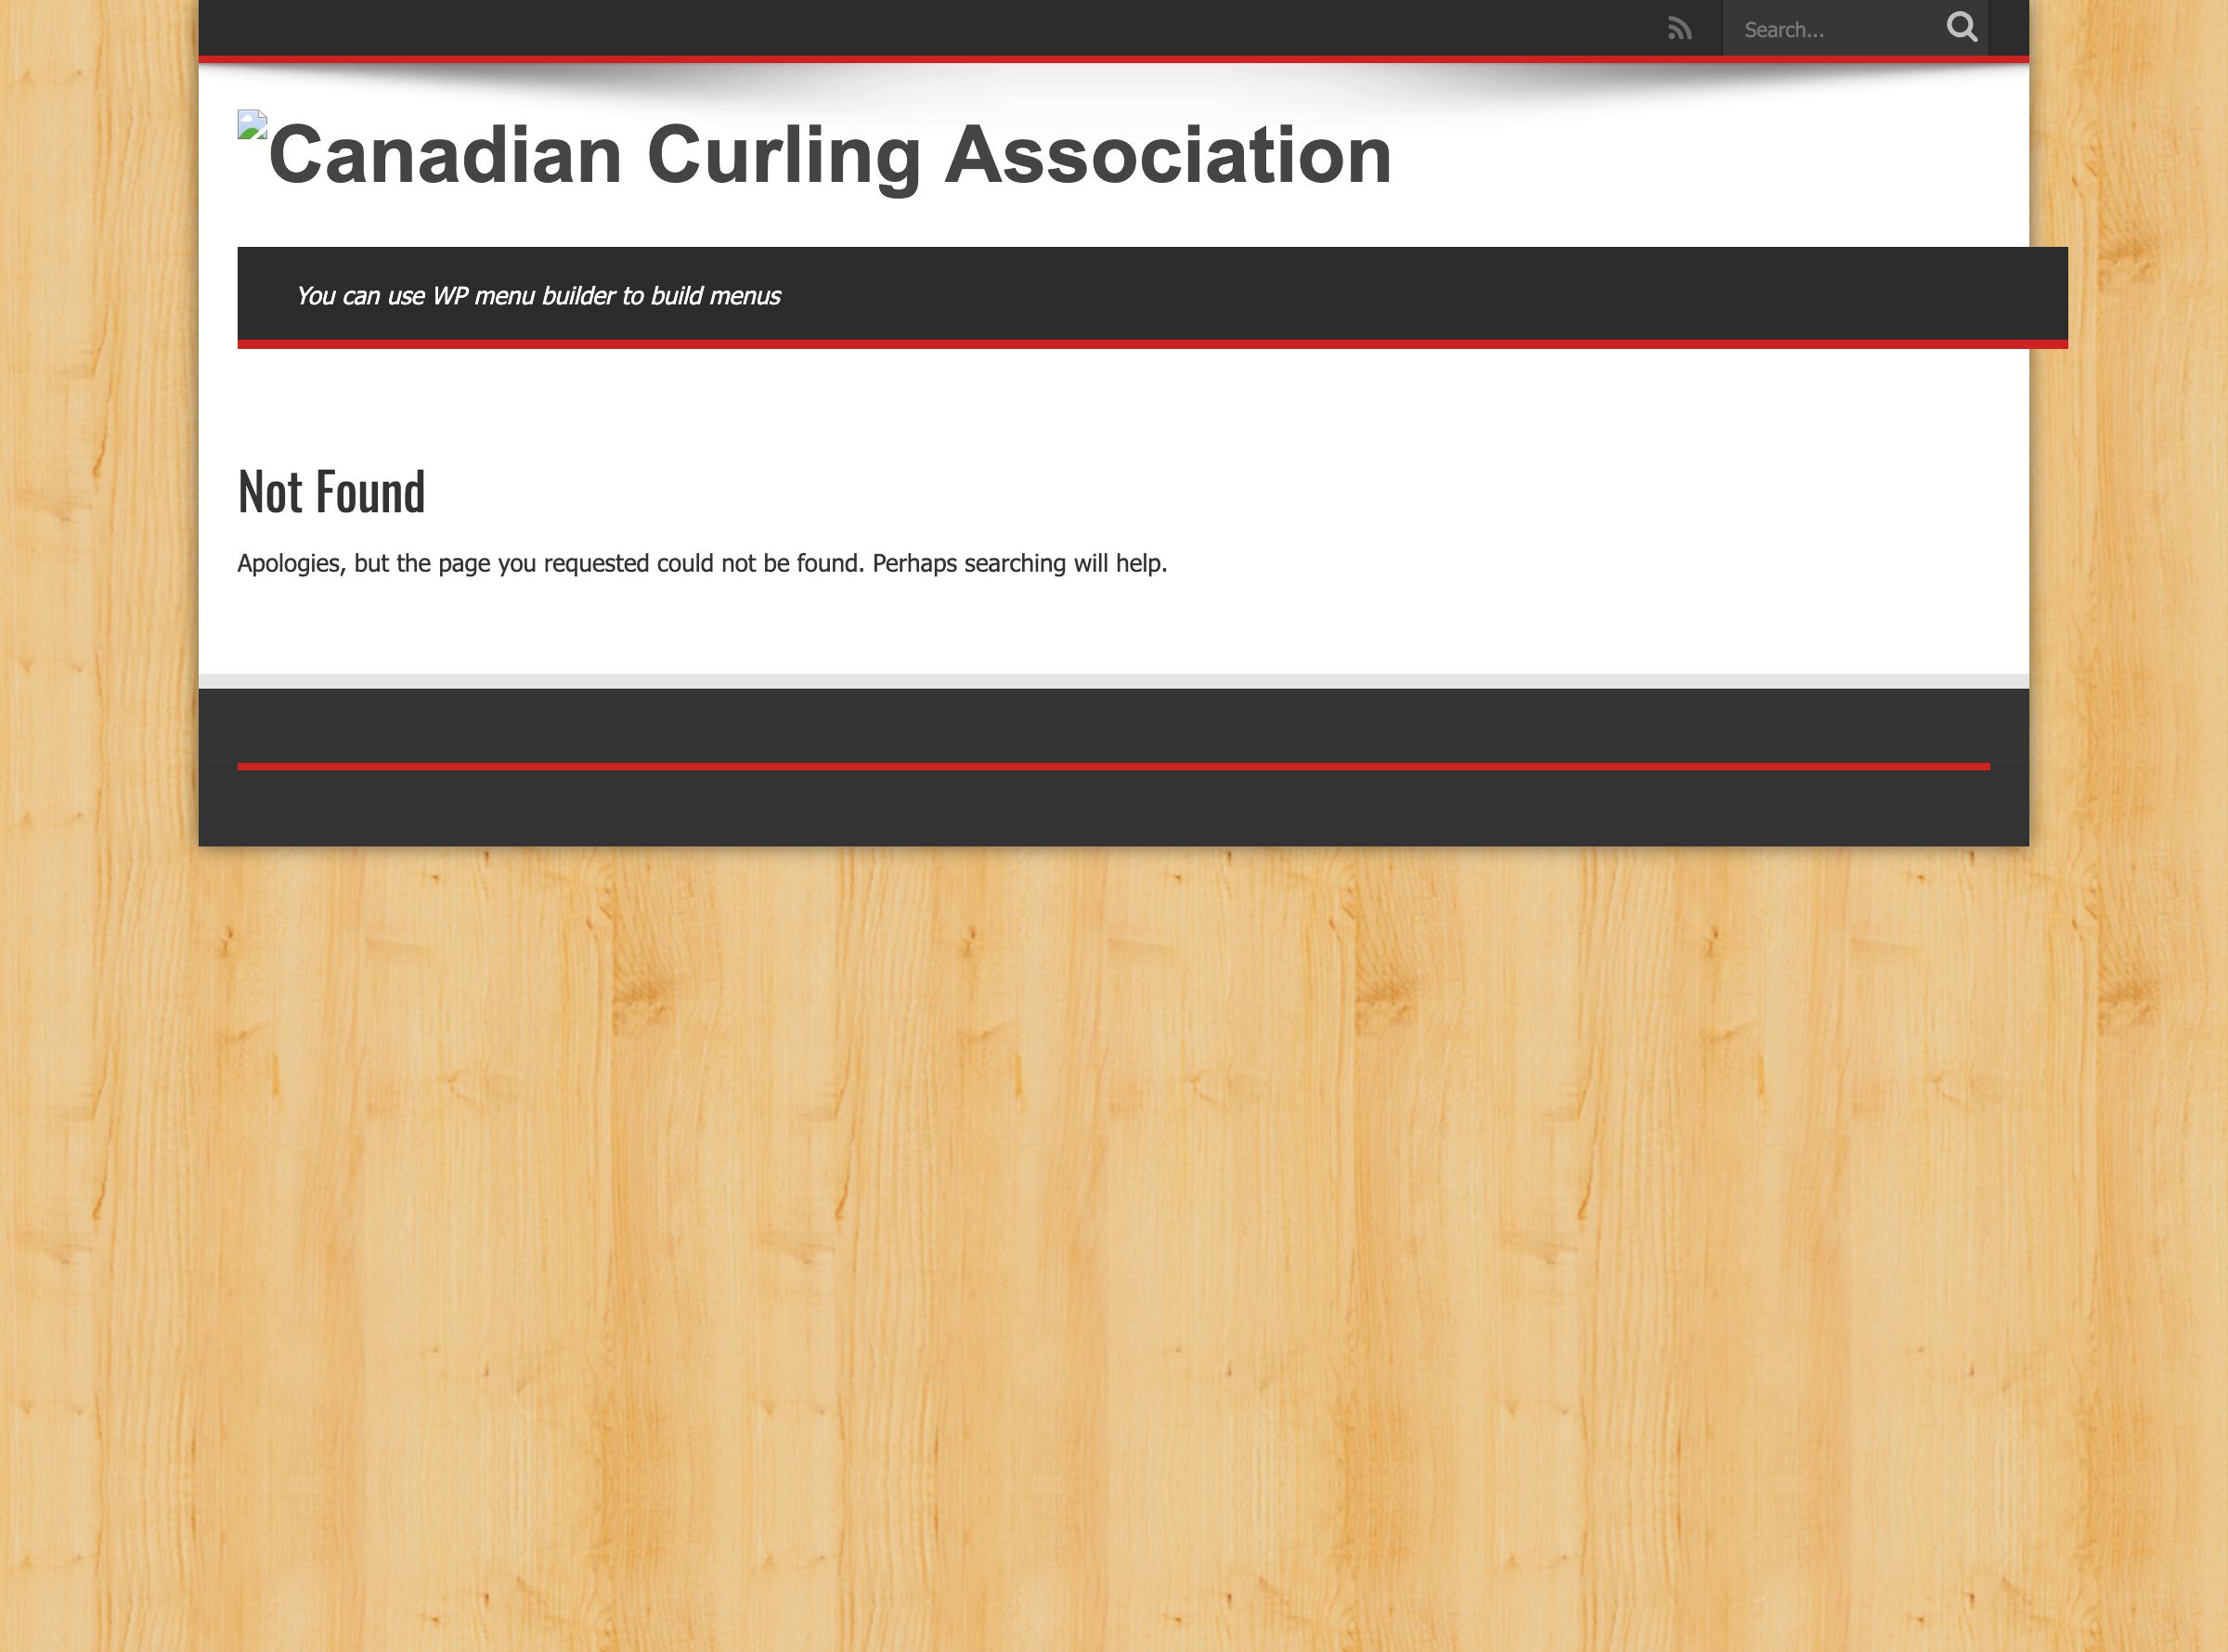 Search...
Canadian Curling Association
You can use WP menu builder to build menus
Not Found
Apologies, but the page you requested could not be found. Perhaps searching will help.